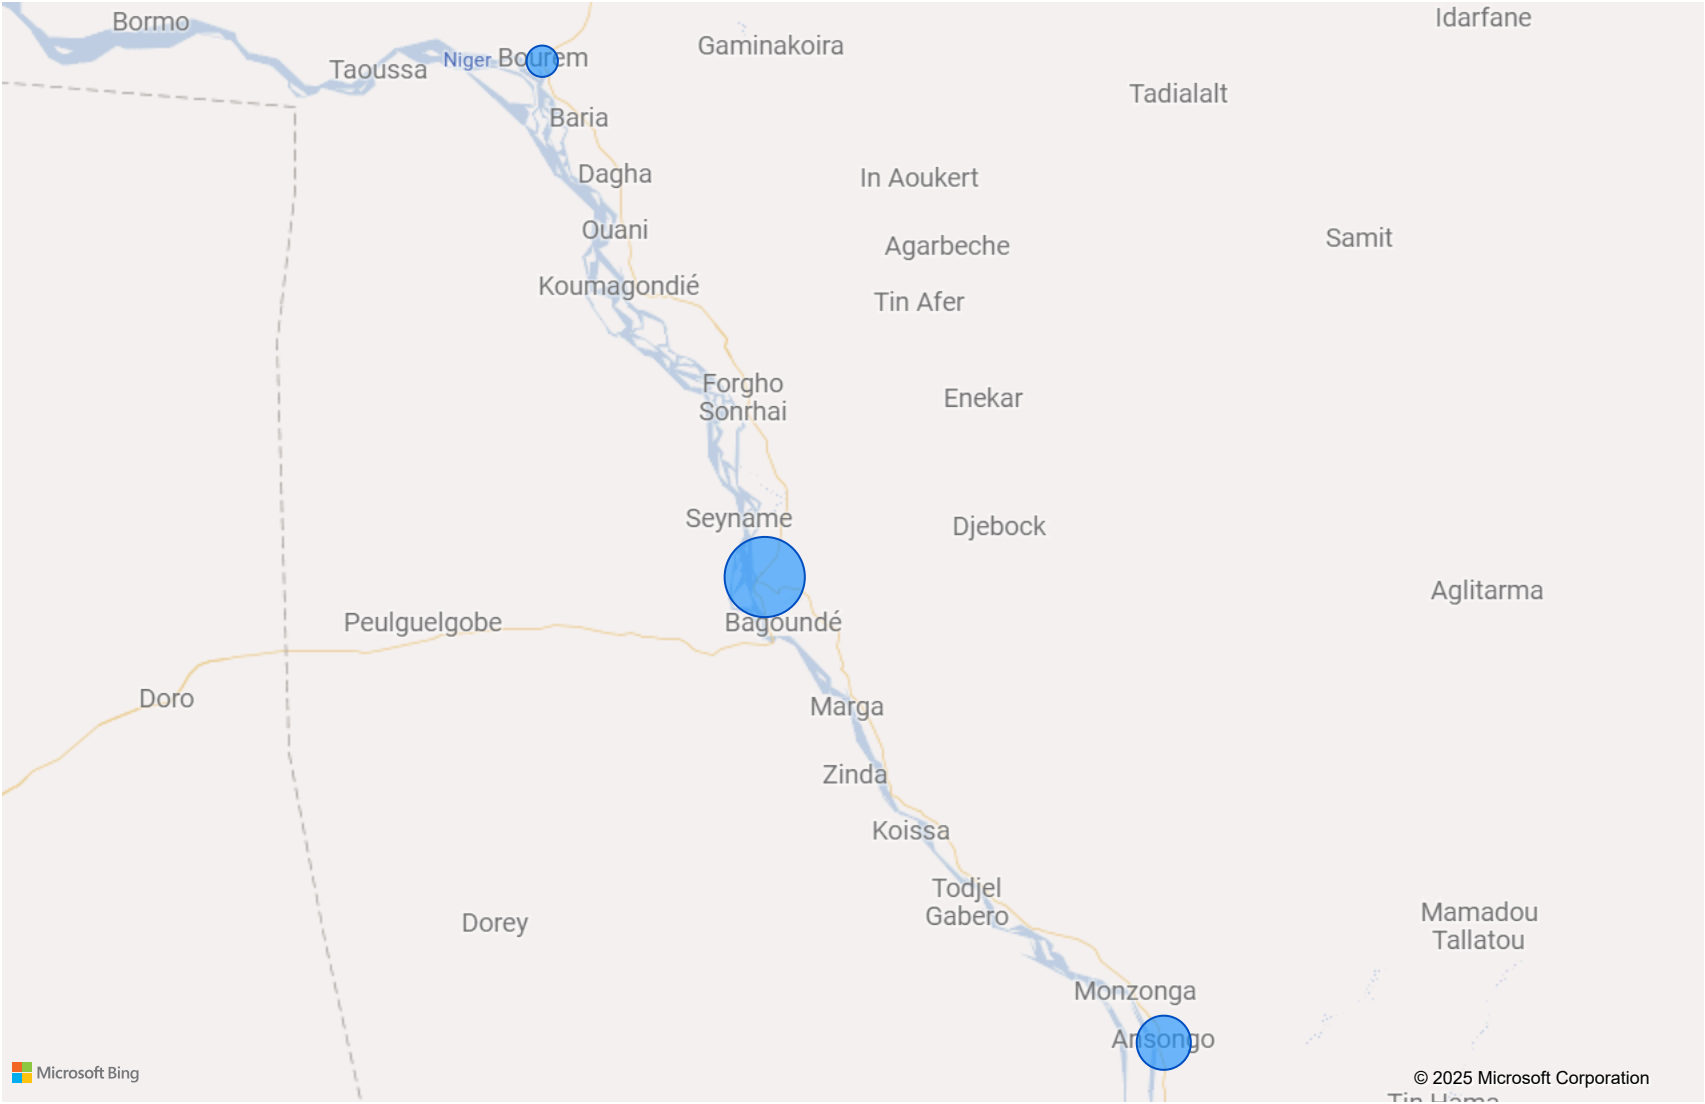 Bormo
Idarfane
Gaminakoira
Niger
Bourem
Taoussa
Tadialalt
Baria
Dagha
In Aoukert
Ouani
Agarbeche
Samit
Koumagondié
Tin Afer
Forgho
Sonrhai
Enekar
Seyname
Djebock
Aglitarma
Peulguelgobe
Bagoundé
Doro
Marga
Zinda
Koissa
Todjel
Gabero
Dorey
Mamadou
Tallatou
Monzonga
Ansongo
Microsoft Bing
© 2025 Microsoft Corporation
Tin Hama